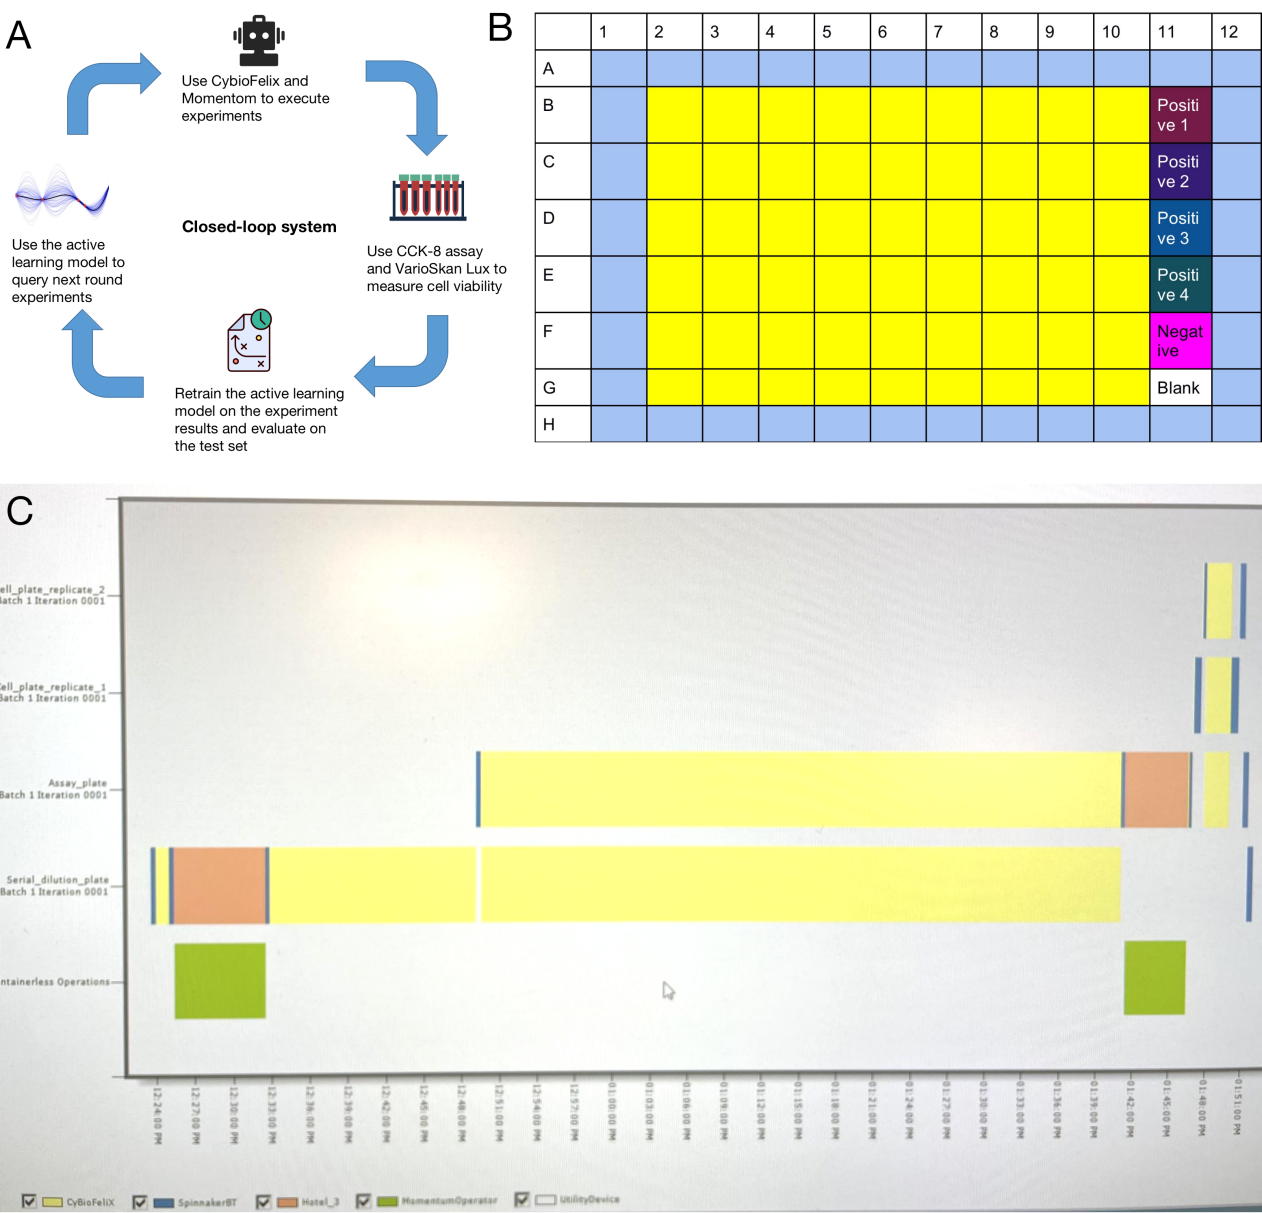 A
Use CybioFelix and
Momentom to execute
experiments
Closed-loop system
Use the active
learning model to
query next round
experiments
Use CCK-8 assay
and VarioSkan Lux to
measure cell viability
Retrain the active learning
model on the experiment
results and evaluate on
the test set
B
1 2 3 4 5 6 7 8 9 10 11 12
A
B
Positi
ve 1
C
Positi
ve 2
D
Positi
ve 3
E
Positi
ve 4
F
Negat
ive
G
Blank
H
C
ell_plate_replicate_2
Batch 1 Iteration 0001
Cell_plate_replicate_1
Batch 1 Iteration 0001
Assay_plate
Batch 1 Iteration 0001
Serial_dilution_plate
Batch 1 Iteration 0001
ntainerless Operations
12:24:00 PM
12:27:00 PM
12:30:00 PM
12:33:00 PM
12:36:00 PM
12:39:00 PM
12:42:00 PM
12:45:00 PM
12:48:00 PM
12:51:00 PM
12:54:00 PM
12:57:00 PM
01:00:00 PM
01:03:00 PM
01:06:00 PM
01:09:00 PM
01:12:00 PM
01:15:00 PM
01:18:00 PM
01:21:00 PM
01:24:00 PM
01:27:00 PM
01:30:00 PM
01:33:00 PM
01:36:00 PM
01:39:00 PM
01:42:00 PM
01:45:00 PM
01:48:00 PM
01:51:00 PM
CyBioFeliX SpinnakerBT Hotel_3 MomentumOperator UtilityDevice